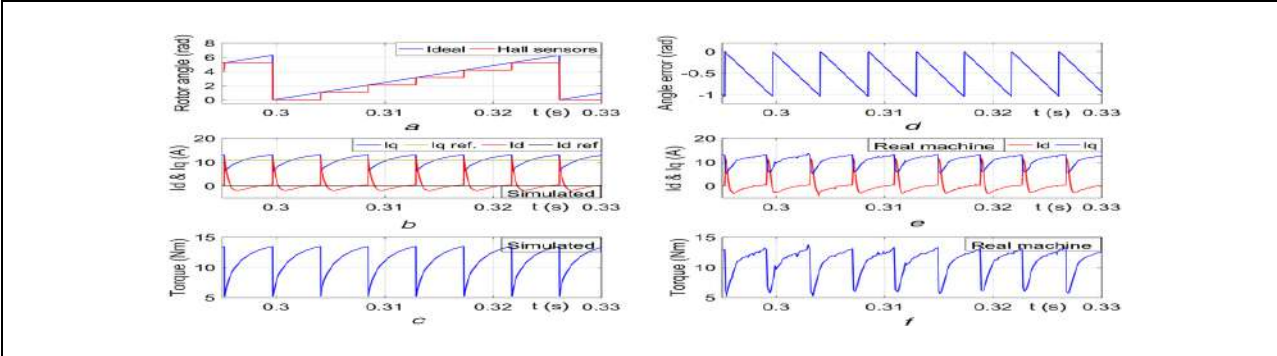 8
6
4
2
0
Rotor angle (rad)
Ideal Hall sensors
0.3 0.31 0.32 0.33
t (s)
a
0
-0.5
-1
Angle error (rad)
0.3 0.31 0.32 0.33
t (s)
d
20
10
0
Id & Iq (A)
Iq Iq ref. Id Id ref
Simulated
0.3 0.31 0.32 0.33
t (s)
b
20
10
0
Id & Iq (A)
Real machine Id Iq
0.3 0.31 0.32 0.33
t (s)
e
15
10
5
Torque (Nm)
Simulated
0.3 0.31 0.32 0.33
t (s)
c
15
10
5
Torque (Nm)
Real machine
0.3 0.31 0.32 0.33
t (s)
f